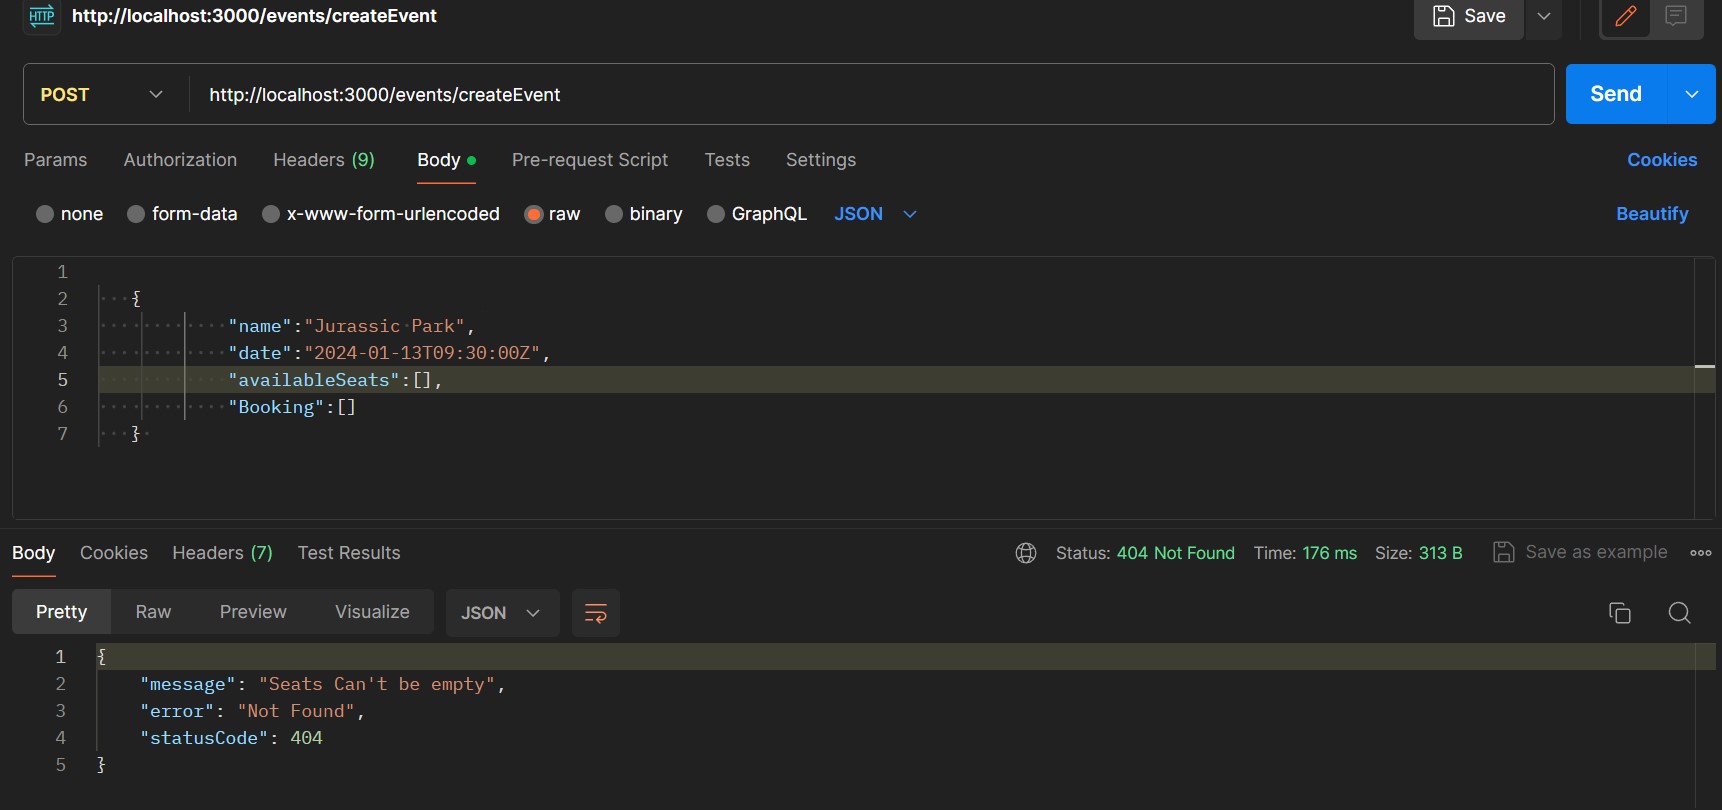 HTTP http://localhost:3000/events/createEvent Save
POST http://localhost:3000/events/createEvent Send
Params Authorization Headers (9) Body Pre-request Script Tests Settings Cookies
none form-data x-www-form-urlencoded raw binary GraphQL JSON Beautify
1
2 {
3 "name":"Jurassic Park",
4 "date":"2024-01-13T09:30:00Z",
5 "availableSeats":[],
6 "Booking":[]
7 }
Body Cookies Headers (7) Test Results Status: 404 Not Found Time: 176 ms Size: 313 B Save as example
Pretty Raw Preview Visualize JSON
1 {
2 "message": "Seats Can't be empty",
3 "error": "Not Found",
4 "statusCode": 404
5 }